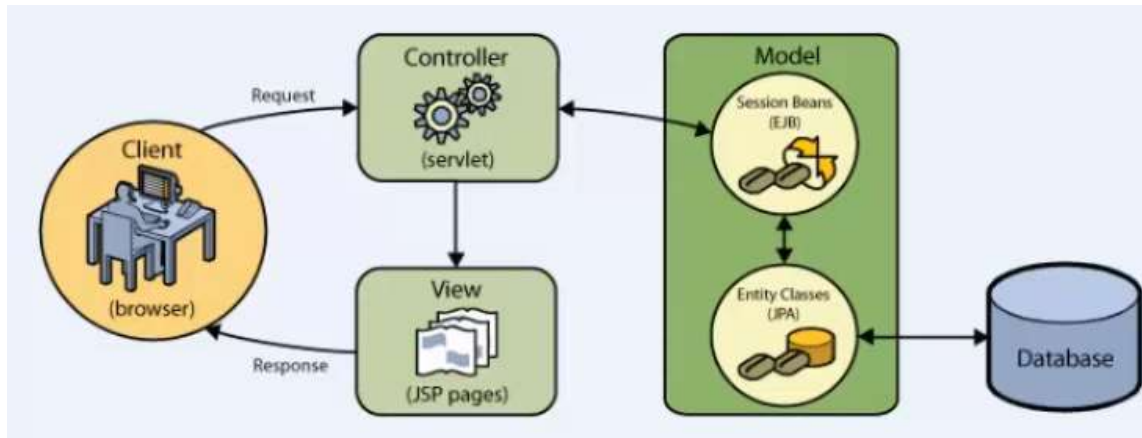 Controller
(servlet)
Model
Session Beans
(EJB)
Request
Client
(browser)
View
(JSP pages)
Response
Entity Classes
(JPA)
Database